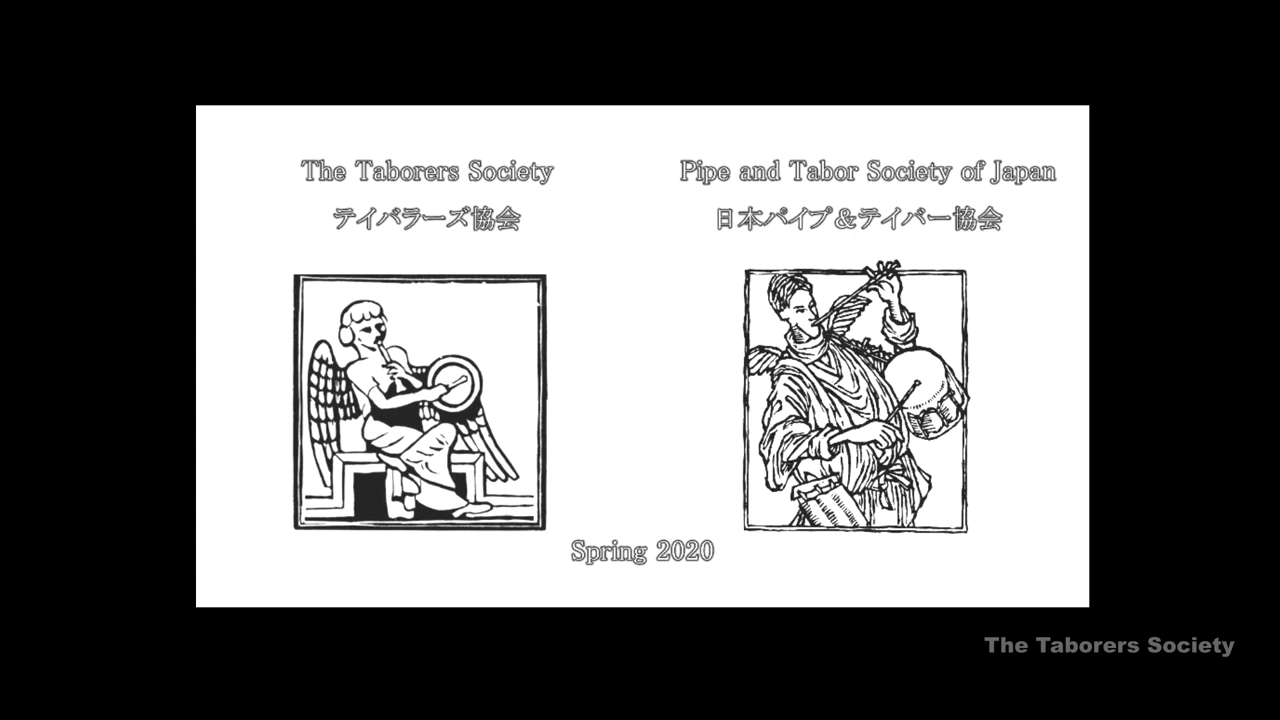 The Taborers Society
テイバラーズ協会
Pipe and Tabor Society of Japan
日本パイプ&テイバー協会
Spring 2020
The Taborers Society